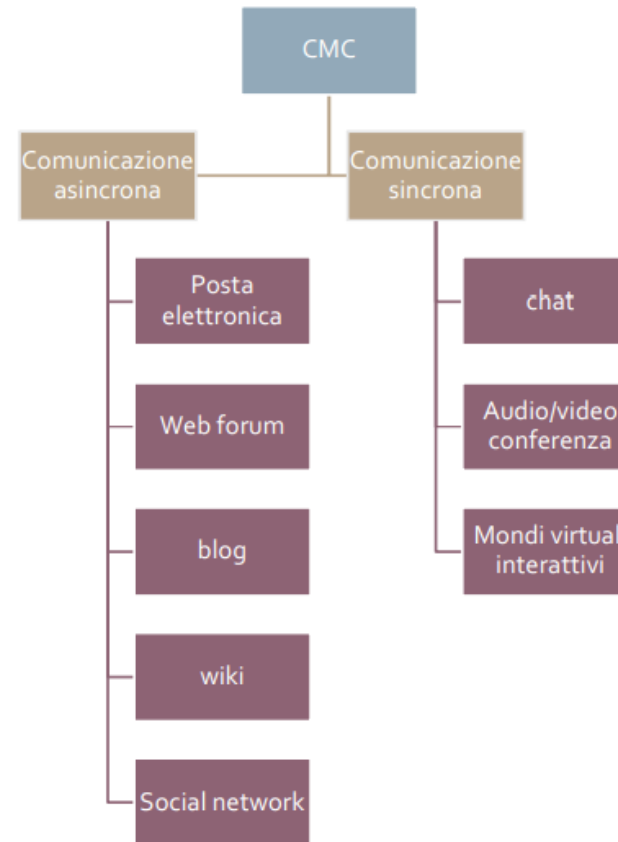 CMC
Comunicazione
asincrona
Comunicazione
sincrona
Posta
elettronica
Web forum
blog
wiki
Social network
chat
Audio/video
conferenza
Mondi virtual
interattivi